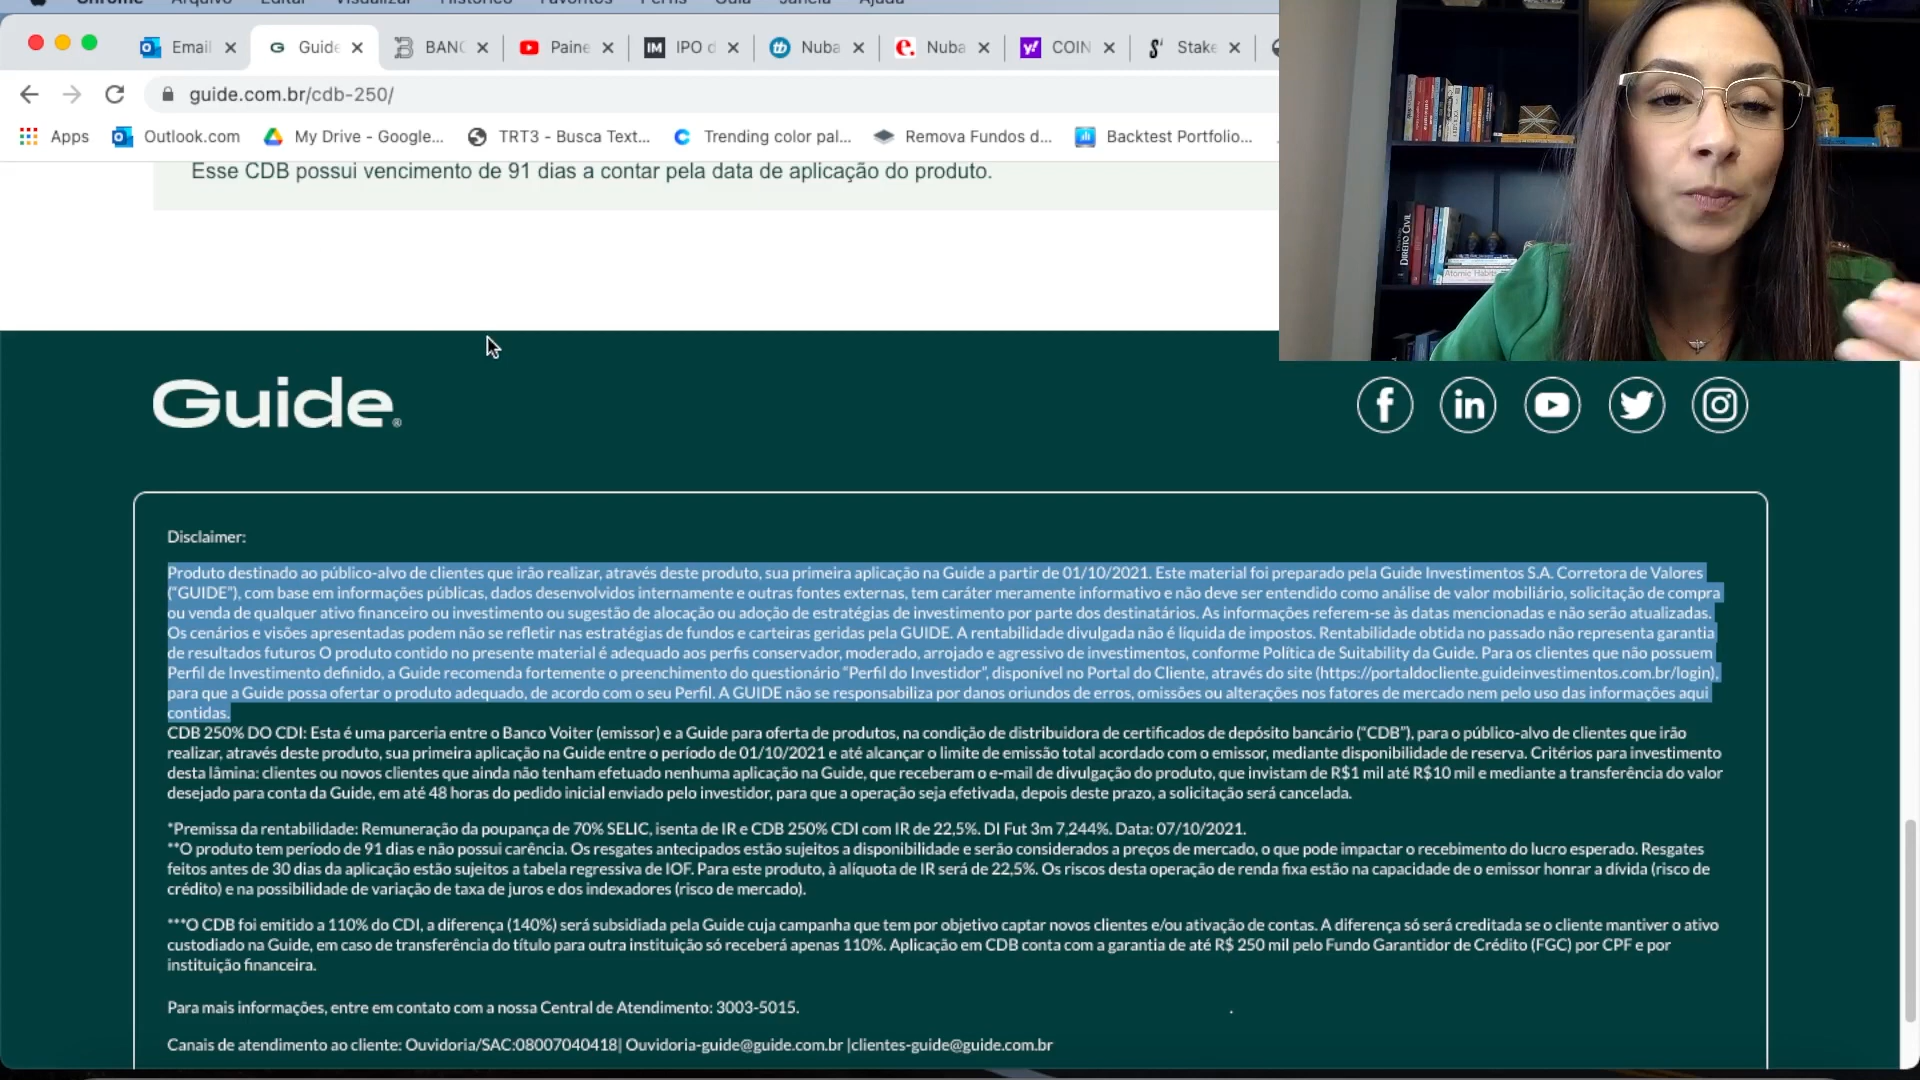 Chrome Arquivo Editar Visualizar Histórico Favoritos Perfis Guia Janela Ajuda
Email Guide BANC Paine IPO d Nuba Nuba COIN Stake
guide.com.br/cdb-250/
Apps Outlook.com My Drive - Google... TRT3 - Busca Text... Trending color pal... Remova Fundos d... Backtest Portfolio...
Esse CDB possui vencimento de 91 dias a contar pela data de aplicação do produto.
DIREITO CIVIL
Atomic Habits
Guide
Disclaimer:
Produto destinado ao público-alvo de clientes que irão realizar, através deste produto, sua primeira aplicação na Guide a partir de 01/10/2021. Este material foi preparado pela Guide Investimentos S.A. Corretora de Valores
("GUIDE"), com base em informações públicas, dados desenvolvidos internamente e outras fontes externas, tem caráter meramente informativo e não deve ser entendido como análise de valor mobiliário, solicitação de compra
ou venda de qualquer ativo financeiro ou investimento ou sugestão de alocação ou adoção de estratégias de investimento por parte dos destinatários. As informações referem-se às datas mencionadas e não serão atualizadas.
Os cenários e visões apresentadas podem não se refletir nas estratégias de fundos e carteiras geridas pela GUIDE. A rentabilidade divulgada não é líquida de impostos. Rentabilidade obtida no passado não representa garantia
de resultados futuros O produto contido no presente material é adequado aos perfis conservador, moderado, arrojado e agressivo de investimentos, conforme Política de Suitability da Guide. Para os clientes que não possuem
Perfil de Investimento definido, a Guide recomenda fortemente o preenchimento do questionário “Perfil do Investidor”, disponível no Portal do Cliente, através do site (https://portaldocliente.guideinvestimentos.com.br/login),
para que a Guide possa ofertar o produto adequado, de acordo com o seu Perfil. A GUIDE não se responsabiliza por danos oriundos de erros, omissões ou alterações nos fatores de mercado nem pelo uso das informações aqui
contidas.
CDB 250% DO CDI: Esta é uma parceria entre o Banco Voiter (emissor) e a Guide para oferta de produtos, na condição de distribuidora de certificados de depósito bancário (“CDB”), para o público-alvo de clientes que irão
realizar, através deste produto, sua primeira aplicação na Guide entre o período de 01/10/2021 e até alcançar o limite de emissão total acordado com o emissor, mediante disponibilidade de reserva. Critérios para investimento
desta lâmina: clientes ou novos clientes que ainda não tenham efetuado nenhuma aplicação na Guide, que receberam o e-mail de divulgação do produto, que invistam de R$1 mil até R$10 mil e mediante a transferência do valor
desejado para conta da Guide, em até 48 horas do pedido inicial enviado pelo investidor, para que a operação seja efetivada, depois deste prazo, a solicitação será cancelada.
*Premissa da rentabilidade: Remuneração da poupança de 70% SELIC, isenta de IR e CDB 250% CDI com IR de 22,5%. DI Fut 3m 7,244%. Data: 07/10/2021.
**O produto tem período de 91 dias e não possui carência. Os resgates antecipados estão sujeitos a disponibilidade e serão considerados a preços de mercado, o que pode impactar o recebimento do lucro esperado. Resgates
feitos antes de 30 dias da aplicação estão sujeitos a tabela regressiva de IOF. Para este produto, à alíquota de IR será de 22,5%. Os riscos desta operação de renda fixa estão na capacidade de o emissor honrar a dívida (risco de
crédito) e na possibilidade de variação de taxa de juros e dos indexadores (risco de mercado).
***O CDB foi emitido a 110% do CDI, a diferença (140%) será subsidiada pela Guide cuja campanha que tem por objetivo captar novos clientes e/ou ativação de contas. A diferença só será creditada se o cliente mantiver o ativo
custodiado na Guide, em caso de transferência do título para outra instituição só receberá apenas 110%. Aplicação em CDB conta com a garantia de até R$ 250 mil pelo Fundo Garantidor de Crédito (FGC) por CPF e por
instituição financeira.
Para mais informações, entre em contato com a nossa Central de Atendimento: 3003-5015.
Canais de atendimento ao cliente: Ouvidoria/SAC:08007040418| Ouvidoria-guide@guide.com.br |clientes-guide@guide.com.br